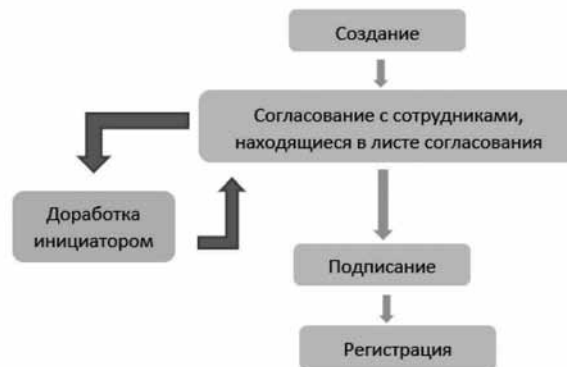 Создание
Согласование с сотрудниками,
находящиеся в листе согласования
Доработка
инициатором
Подписание
Регистрация